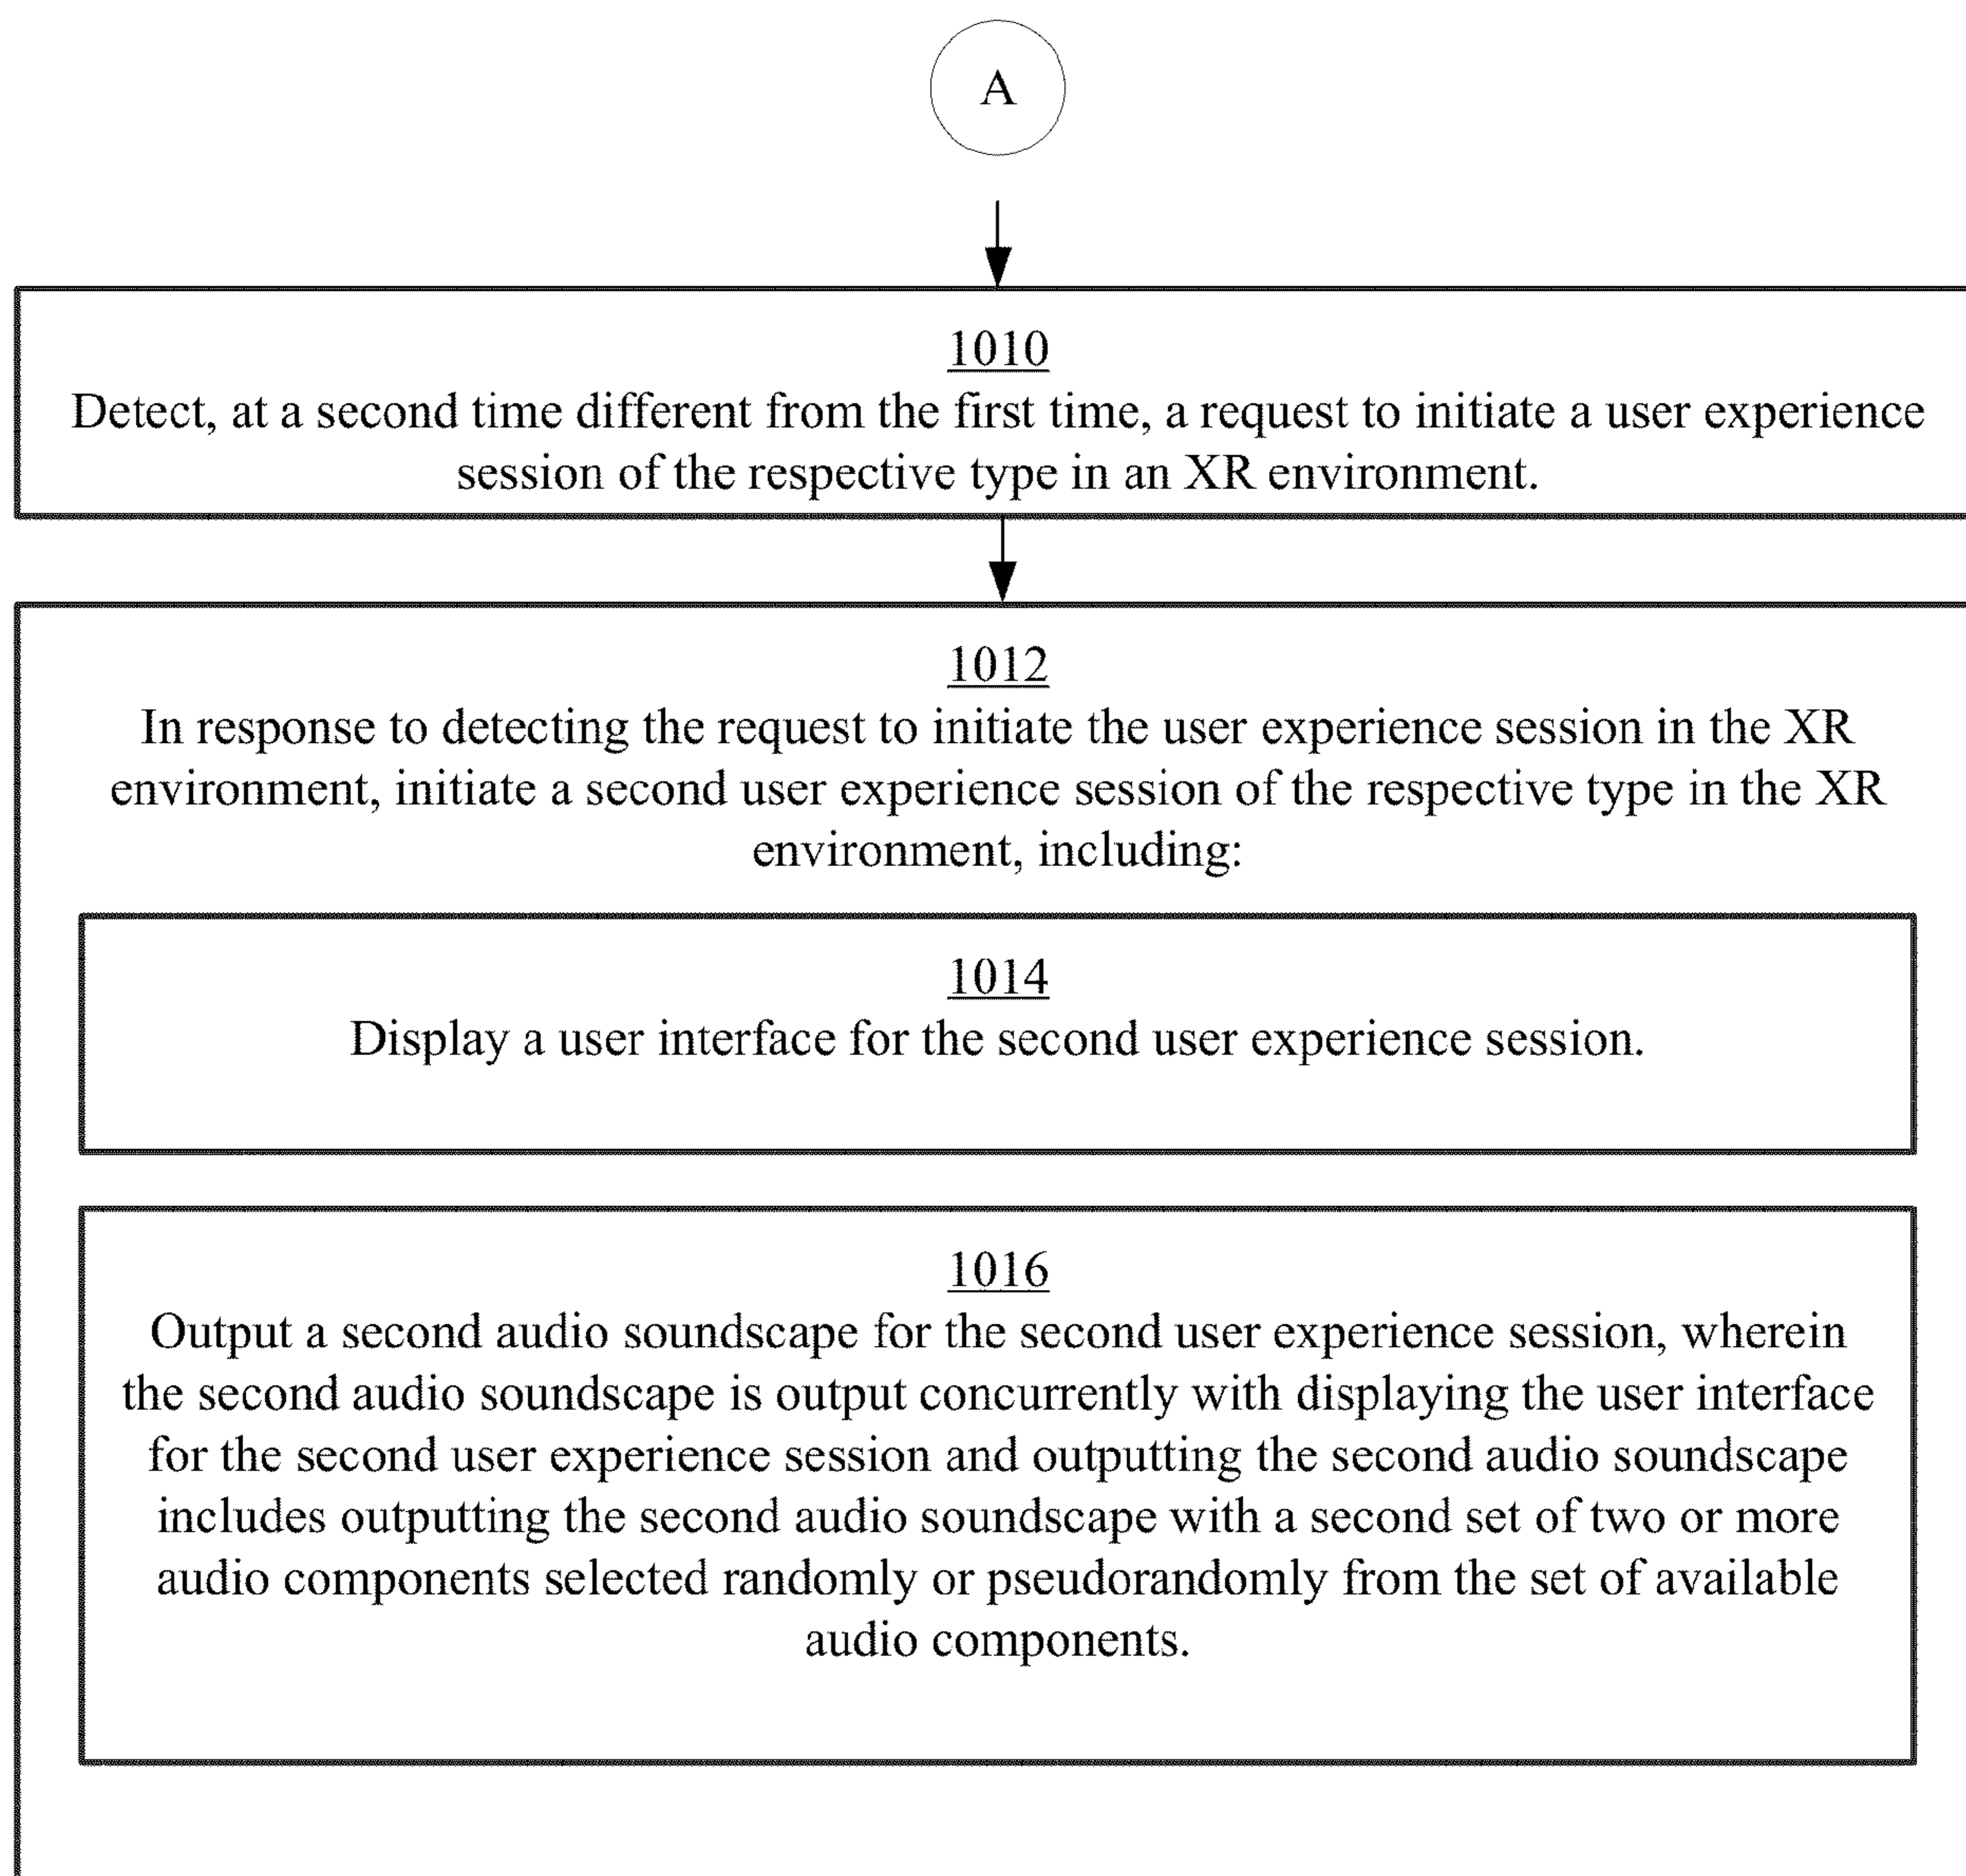 A
1010
Detect, at a second time different from the first time, a request to initiate a user experience
session of the respective type in an XR environment.
1012
In response to detecting the request to initiate the user experience session in the XR
environment, initiate a second user experience session of the respective type in the XR
environment, including:
1014
Display a user interface for the second user experience session.
1016
Output a second audio soundscape for the second user experience session, wherein
the second audio soundscape is output concurrently with displaying the user interface
for the second user experience session and outputting the second audio soundscape
includes outputting the second audio soundscape with a second set of two or more
audio components selected randomly or pseudorandomly from the set of available
audio components.